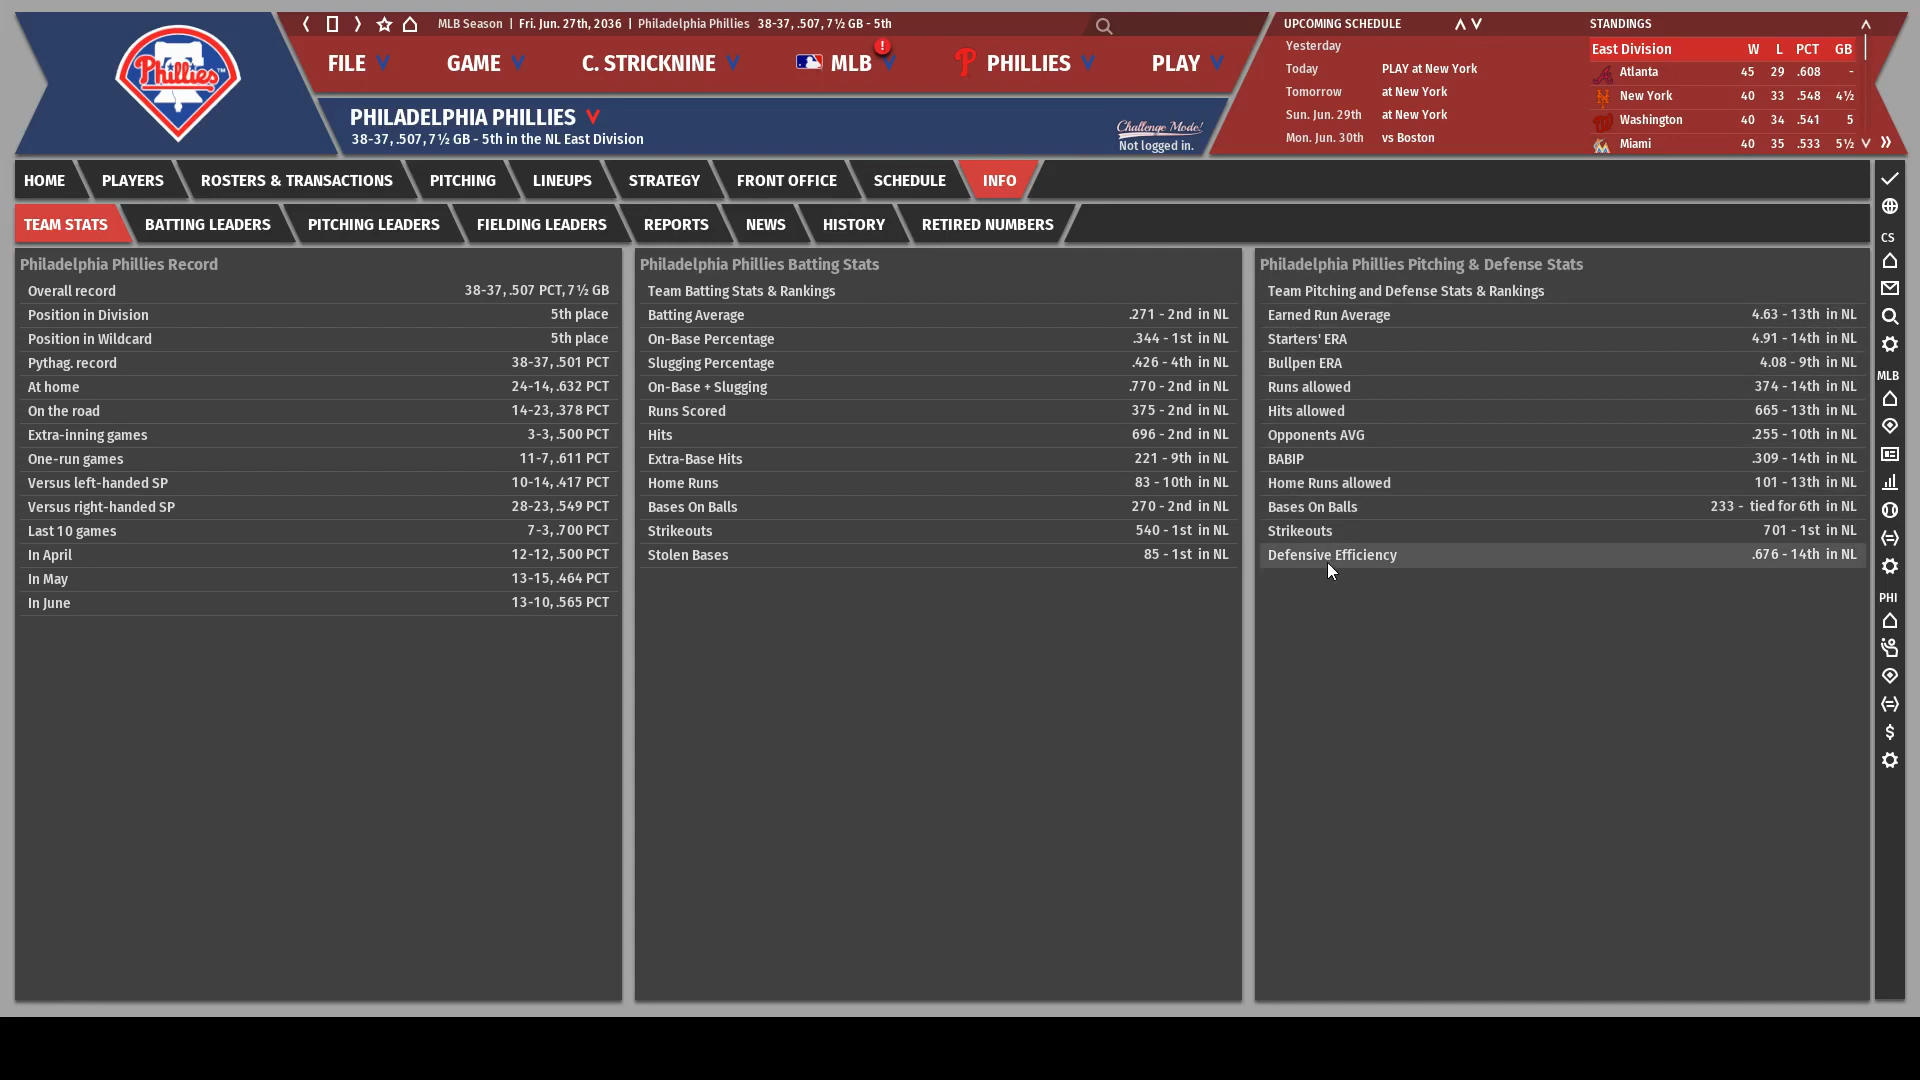 MLB Season | Fri. Jun. 27th, 2036 | Philadelphia Phillies 38-37, .507, 7½ GB - 5th
Phillies
FILE GAME C. STRICKNINE MLB PHILLIES PLAY
PHILADELPHIA PHILLIES
38-37, .507, 7½ GB - 5th in the NL East Division
Challenge Mode!
Not logged in.
UPCOMING SCHEDULE
Yesterday
Today PLAY at New York
Tomorrow at New York
Sun. Jun. 29th at New York
Mon. Jun. 30th vs Boston
STANDINGS
East Division W L PCT GB
Atlanta 45 29 .608 -
New York 40 33 .548 4½
Washington 40 34 .541 5
Miami 40 35 .533 5½
HOME PLAYERS ROSTERS & TRANSACTIONS PITCHING LINEUPS STRATEGY FRONT OFFICE SCHEDULE INFO
TEAM STATS BATTING LEADERS PITCHING LEADERS FIELDING LEADERS REPORTS NEWS HISTORY RETIRED NUMBERS
Philadelphia Phillies Record
Overall record 38-37, .507 PCT, 7½ GB
Position in Division 5th place
Position in Wildcard 5th place
Pythag. record 38-37, .501 PCT
At home 24-14, .632 PCT
On the road 14-23, .378 PCT
Extra-inning games 3-3, .500 PCT
One-run games 11-7, .611 PCT
Versus left-handed SP 10-14, .417 PCT
Versus right-handed SP 28-23, .549 PCT
Last 10 games 7-3, .700 PCT
In April 12-12, .500 PCT
In May 13-15, .464 PCT
In June 13-10, .565 PCT
Philadelphia Phillies Batting Stats
Team Batting Stats & Rankings
Batting Average .271 - 2nd in NL
On-Base Percentage .344 - 1st in NL
Slugging Percentage .426 - 4th in NL
On-Base + Slugging .770 - 2nd in NL
Runs Scored 375 - 2nd in NL
Hits 696 - 2nd in NL
Extra-Base Hits 221 - 9th in NL
Home Runs 83 - 10th in NL
Bases On Balls 270 - 2nd in NL
Strikeouts 540 - 1st in NL
Stolen Bases 85 - 1st in NL
Philadelphia Phillies Pitching & Defense Stats
Team Pitching and Defense Stats & Rankings
Earned Run Average 4.63 - 13th in NL
Starters' ERA 4.91 - 14th in NL
Bullpen ERA 4.08 - 9th in NL
Runs allowed 374 - 14th in NL
Hits allowed 665 - 13th in NL
Opponents AVG .255 - 10th in NL
BABIP .309 - 14th in NL
Home Runs allowed 101 - 13th in NL
Bases On Balls 233 - tied for 6th in NL
Strikeouts 701 - 1st in NL
Defensive Efficiency .676 - 14th in NL
CS
MLB
PHI